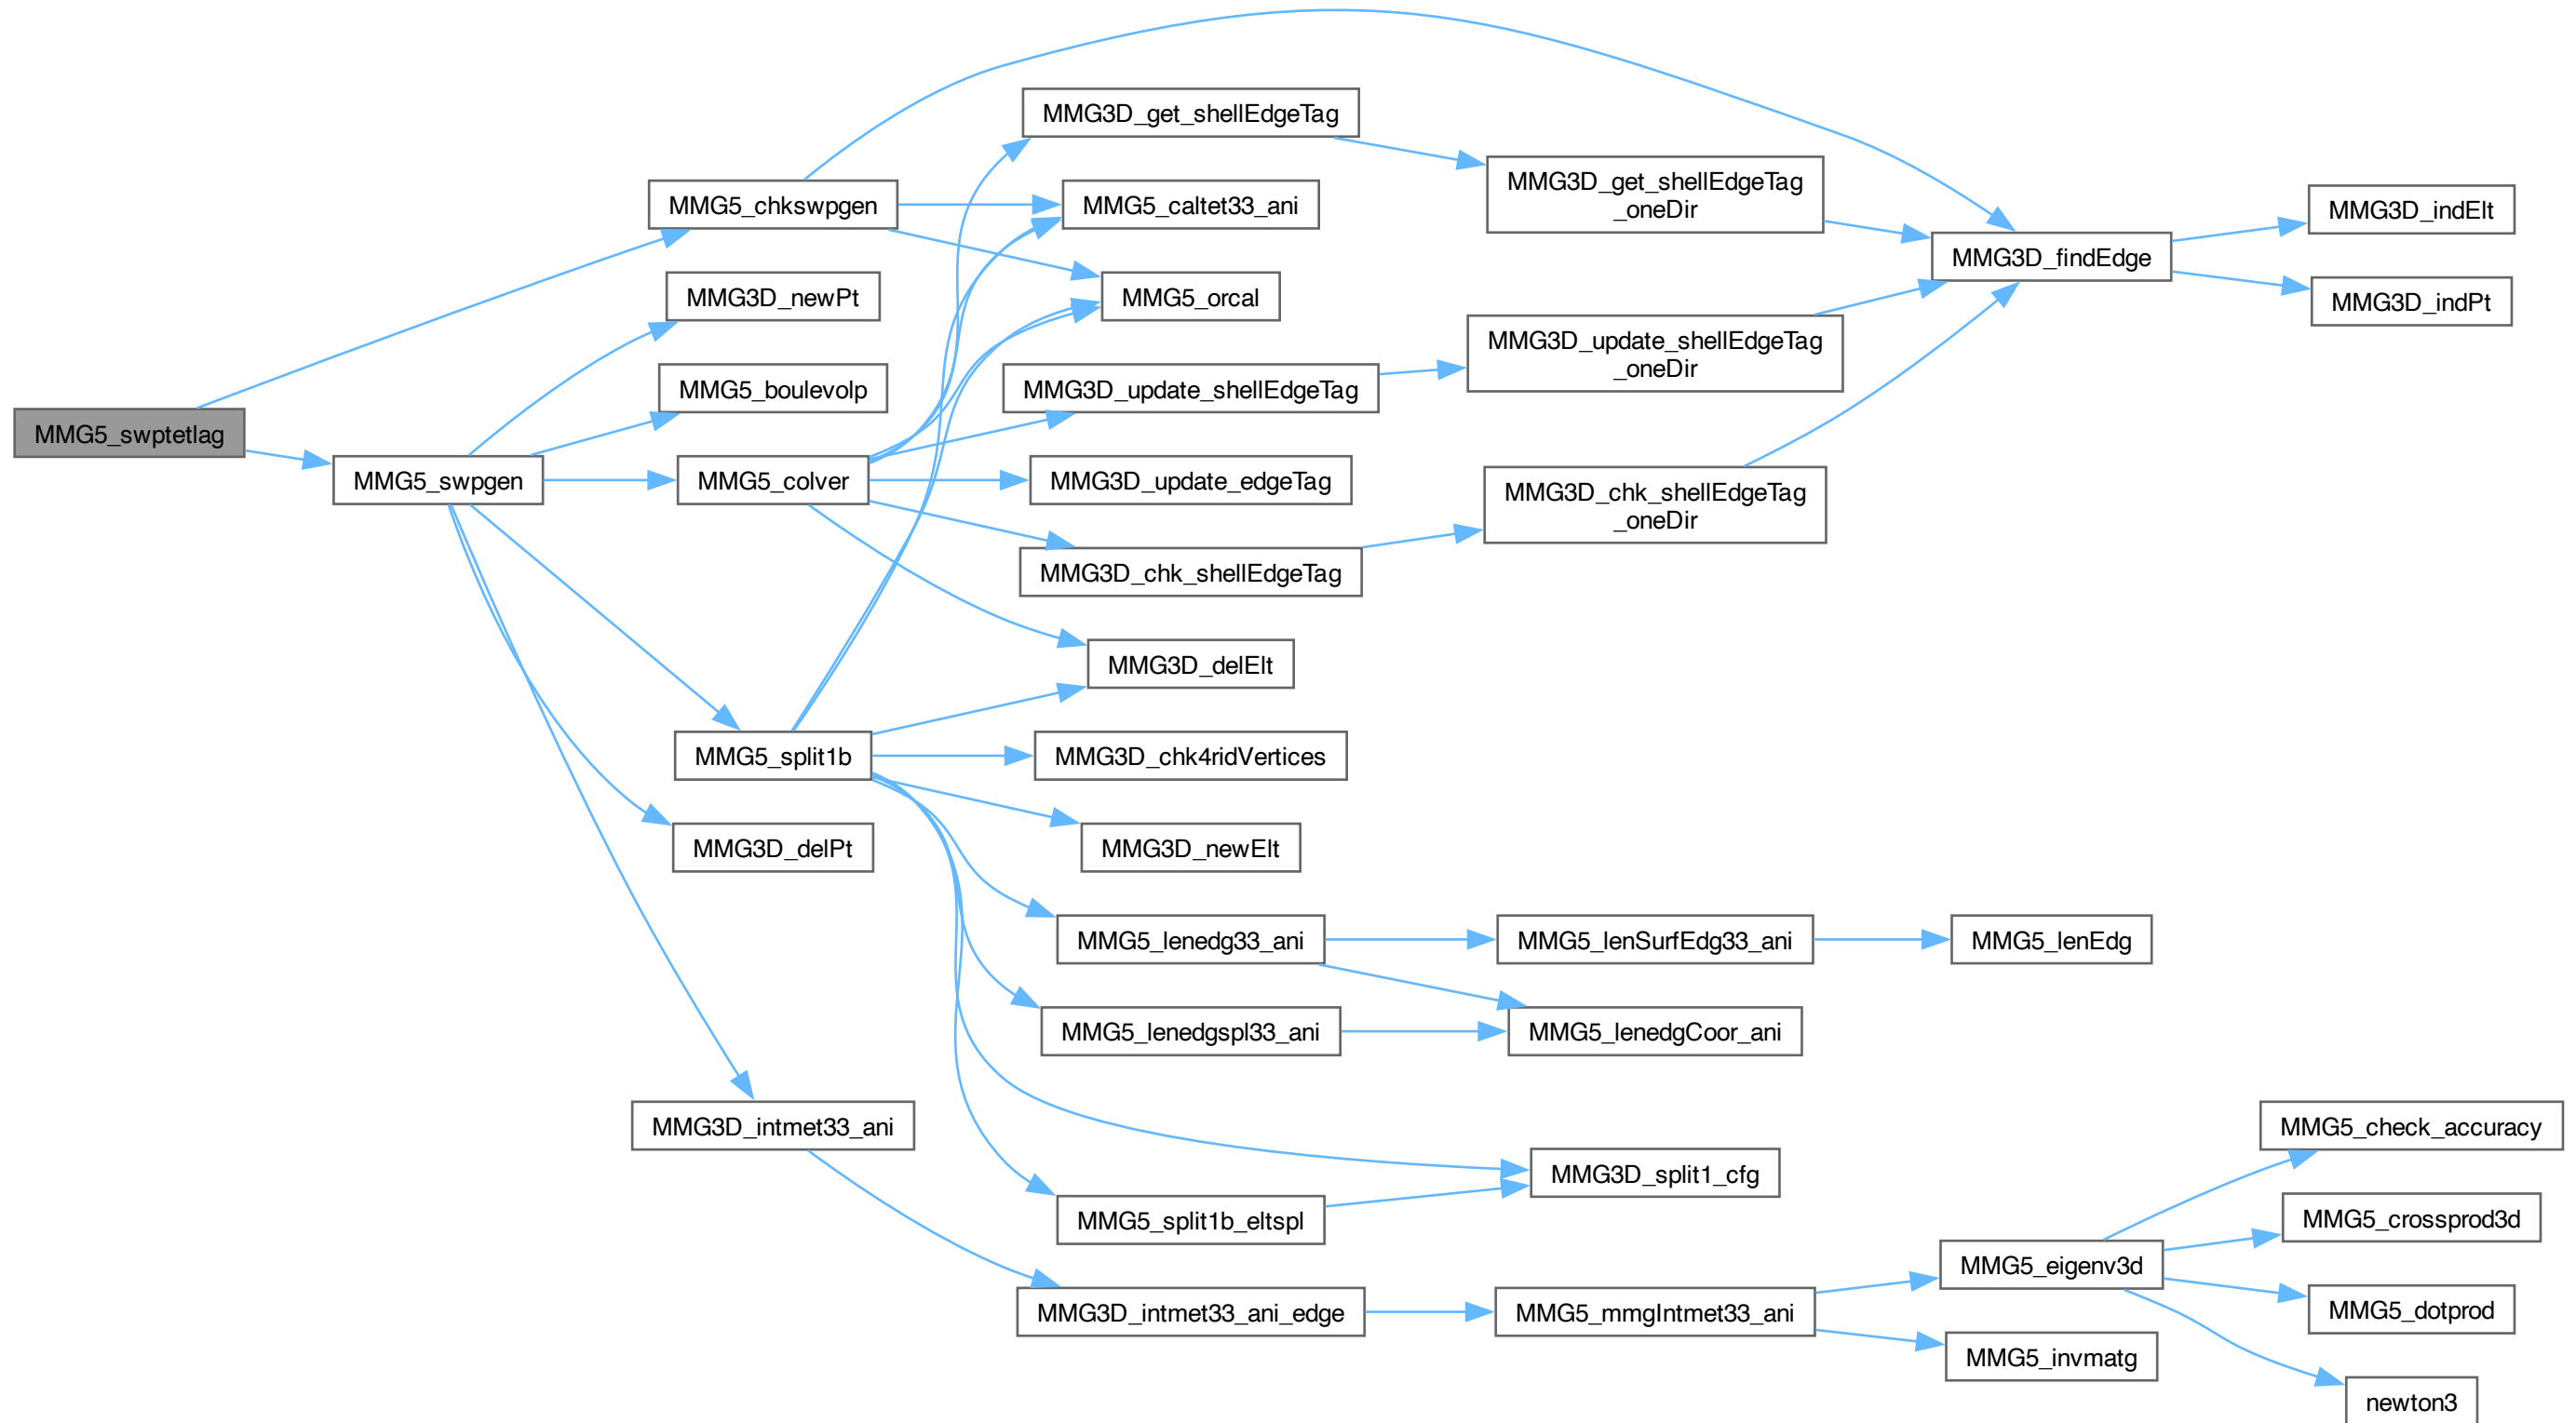 MMG5_swptetlag
MMG5_chkswpgen
MMG3D_newPt
MMG5_boulevolp
MMG5_swpgen
MMG5_colver
MMG5_split1b
MMG3D_delPt
MMG3D_intmet33_ani
MMG3D_get_shellEdgeTag
MMG5_caltet33_ani
MMG5_orcal
MMG3D_update_shellEdgeTag
MMG3D_update_edgeTag
MMG3D_chk_shellEdgeTag
MMG3D_delElt
MMG3D_chk4ridVertices
MMG3D_newElt
MMG5_lenedg33_ani
MMG5_lenedgspl33_ani
MMG5_split1b_eltspl
MMG3D_intmet33_ani_edge
MMG3D_get_shellEdgeTag
_oneDir
MMG3D_update_shellEdgeTag
_oneDir
MMG3D_chk_shellEdgeTag
_oneDir
MMG5_lenSurfEdg33_ani
MMG5_lenedgCoor_ani
MMG3D_split1_cfg
MMG5_mmgIntmet33_ani
MMG3D_findEdge
MMG5_lenEdg
MMG5_eigenv3d
MMG5_invmatg
MMG3D_indElt
MMG3D_indPt
MMG5_check_accuracy
MMG5_crossprod3d
MMG5_dotprod
newton3